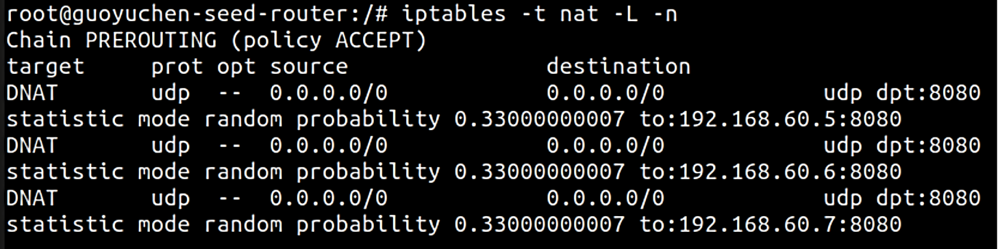 root@guoyuchen-seed-router:/# iptables -t nat -L -n
Chain PREROUTING (policy ACCEPT)
target     prot opt source               destination
DNAT       udp  --  0.0.0.0/0            0.0.0.0/0            udp dpt:8080
statistic mode random probability 0.33000000007 to:192.168.60.5:8080
DNAT       udp  --  0.0.0.0/0            0.0.0.0/0            udp dpt:8080
statistic mode random probability 0.33000000007 to:192.168.60.6:8080
DNAT       udp  --  0.0.0.0/0            0.0.0.0/0            udp dpt:8080
statistic mode random probability 0.33000000007 to:192.168.60.7:8080